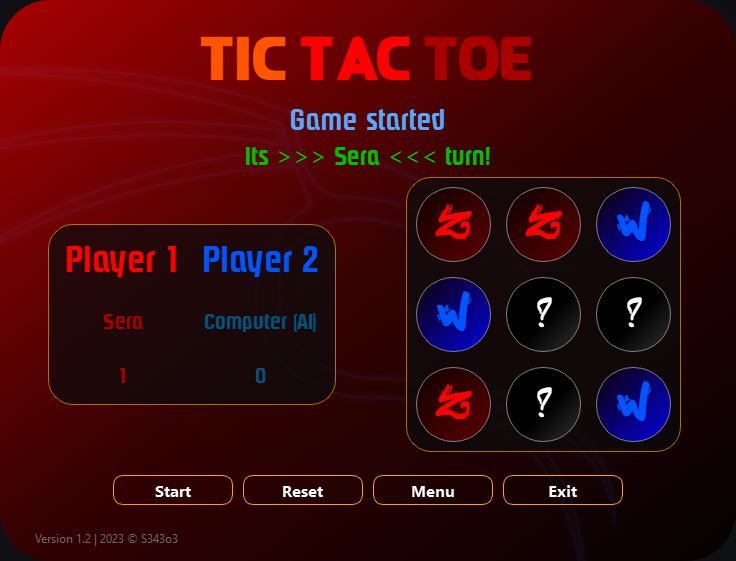 TIC TAC TOE
Game started
Its >>> Sera <<< turn!
Player 1 Player 2
Sera Computer (AI)
1 0
Z Z W
W ? ?
Z ? W
Start Reset Menu Exit
Version 1.2 | 2023 © S343o3